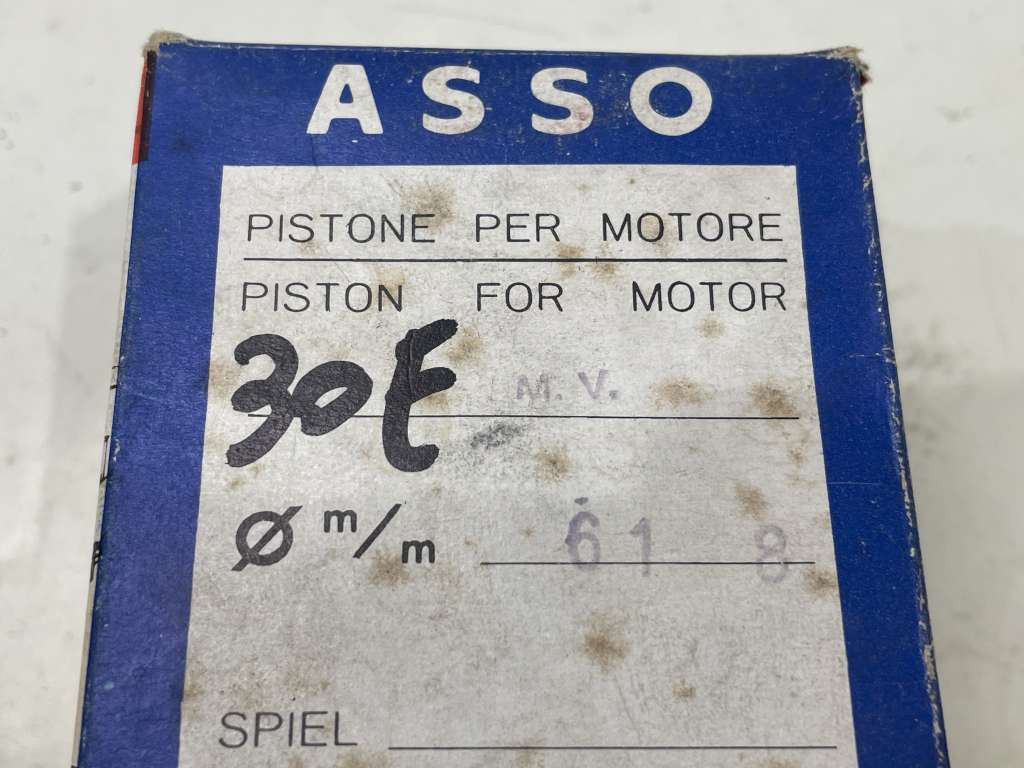 ASSO
PISTONE PER MOTORE
PISTON FOR MOTOR
30E M. V.
Ø m/m 61 8
SPIEL